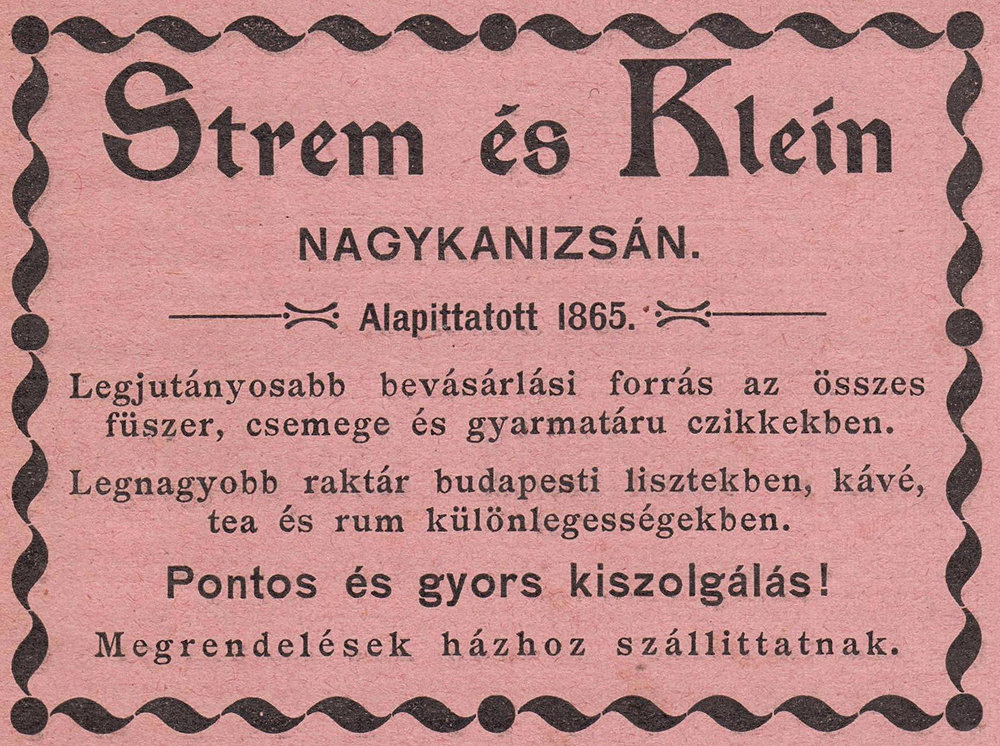 Strem és Klein
NAGYKANIZSÁN.
Alapittatott 1865.
Legjutányosabb bevásárlási forrás az összes
füszer, csemege és gyarmatáru czikkekben.
Legnagyobb raktár budapesti lisztekben, kávé,
tea és rum különlegességekben.
Pontos és gyors kiszolgálás!
Megrendelések házhoz szállittatnak.